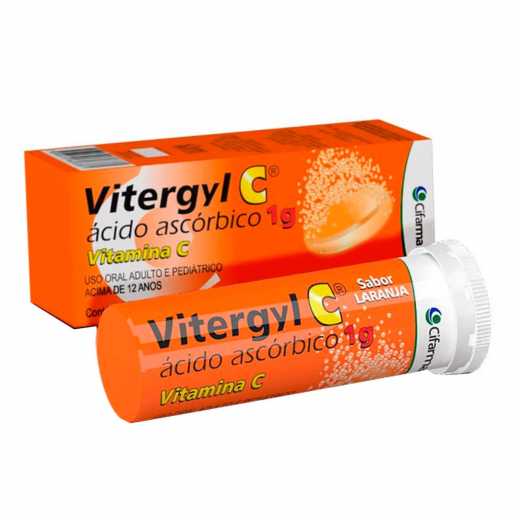 Vitergyl C®
ácido ascórbico 1g
Vitamina C
USO ORAL ADULTO E PEDIÁTRICO
ACIMA DE 12 ANOS
Cifarma
Vitergyl C®
ácido ascórbico 1g
Vitamina C
Sabor
LARANJA
Cifarma